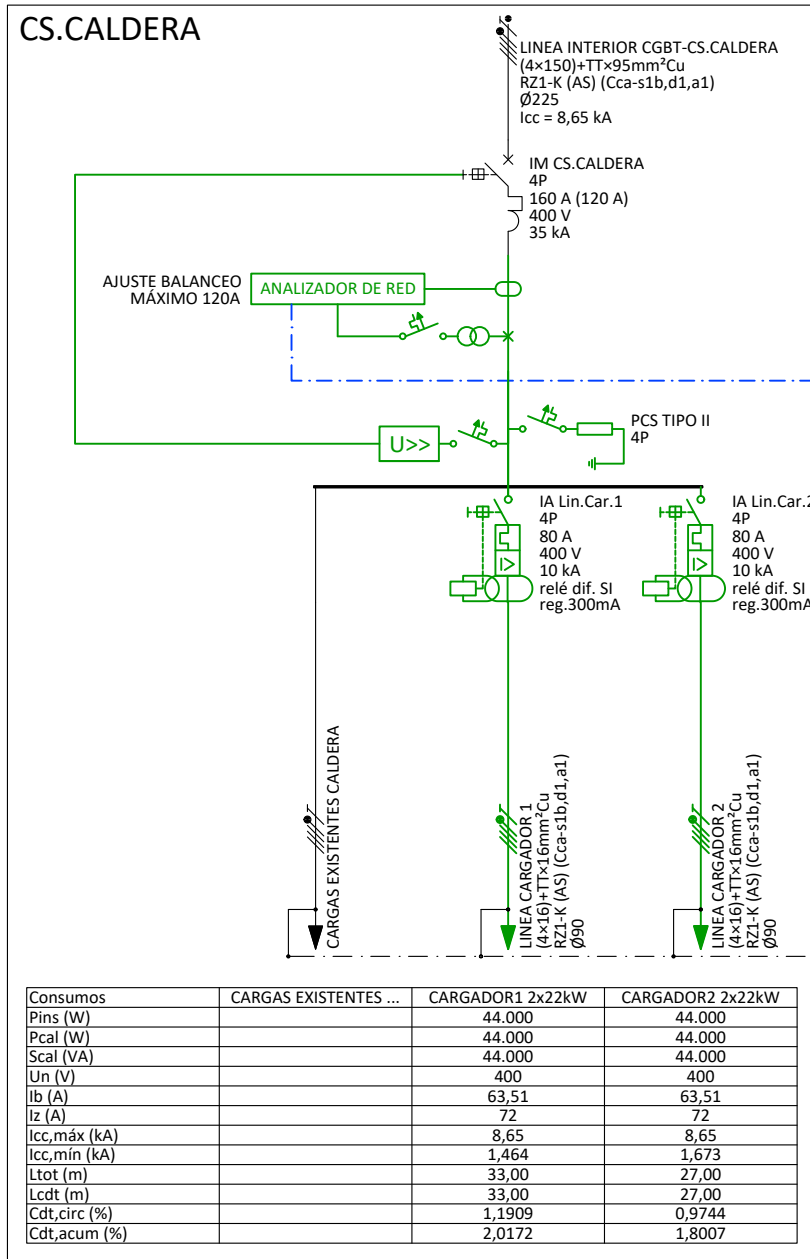 CS.CALDERA
LINEA INTERIOR CGBT-CS.CALDERA
(4×150)+TT×95mm²Cu
RZ1-K (AS) (Cca-s1b,d1,a1)
Ø225
Icc = 8,65 kA
IM CS.CALDERA
4P
160 A (120 A)
400 V
35 kA
AJUSTE BALANCEO
MÁXIMO 120A
ANALIZADOR DE RED
U>>
PCS TIPO II
4P
IA Lin.Car.1
4P
80 A
400 V
10 kA
relé dif. SI
reg.300mA
I>
IA Lin.Car.2
4P
80 A
400 V
10 kA
relé dif. SI
reg.300mA
I>
CARGAS EXISTENTES CALDERA
LINEA CARGADOR 1
(4×16)+TT×16mm²Cu
RZ1-K (AS) (Cca-s1b,d1,a1)
Ø90
LINEA CARGADOR 2
(4×16)+TT×16mm²Cu
RZ1-K (AS) (Cca-s1b,d1,a1)
Ø90
Consumos CARGAS EXISTENTES ... CARGADOR1 2x22kW CARGADOR2 2x22kW
Pins (W) 44.000 44.000
Pcal (W) 44.000 44.000
Scal (VA) 44.000 44.000
Un (V) 400 400
Ib (A) 63,51 63,51
Iz (A) 72 72
Icc,máx (kA) 8,65 8,65
Icc,mín (kA) 1,464 1,673
Ltot (m) 33,00 27,00
Lcdt (m) 33,00 27,00
Cdt,circ (%) 1,1909 0,9744
Cdt,acum (%) 2,0172 1,8007